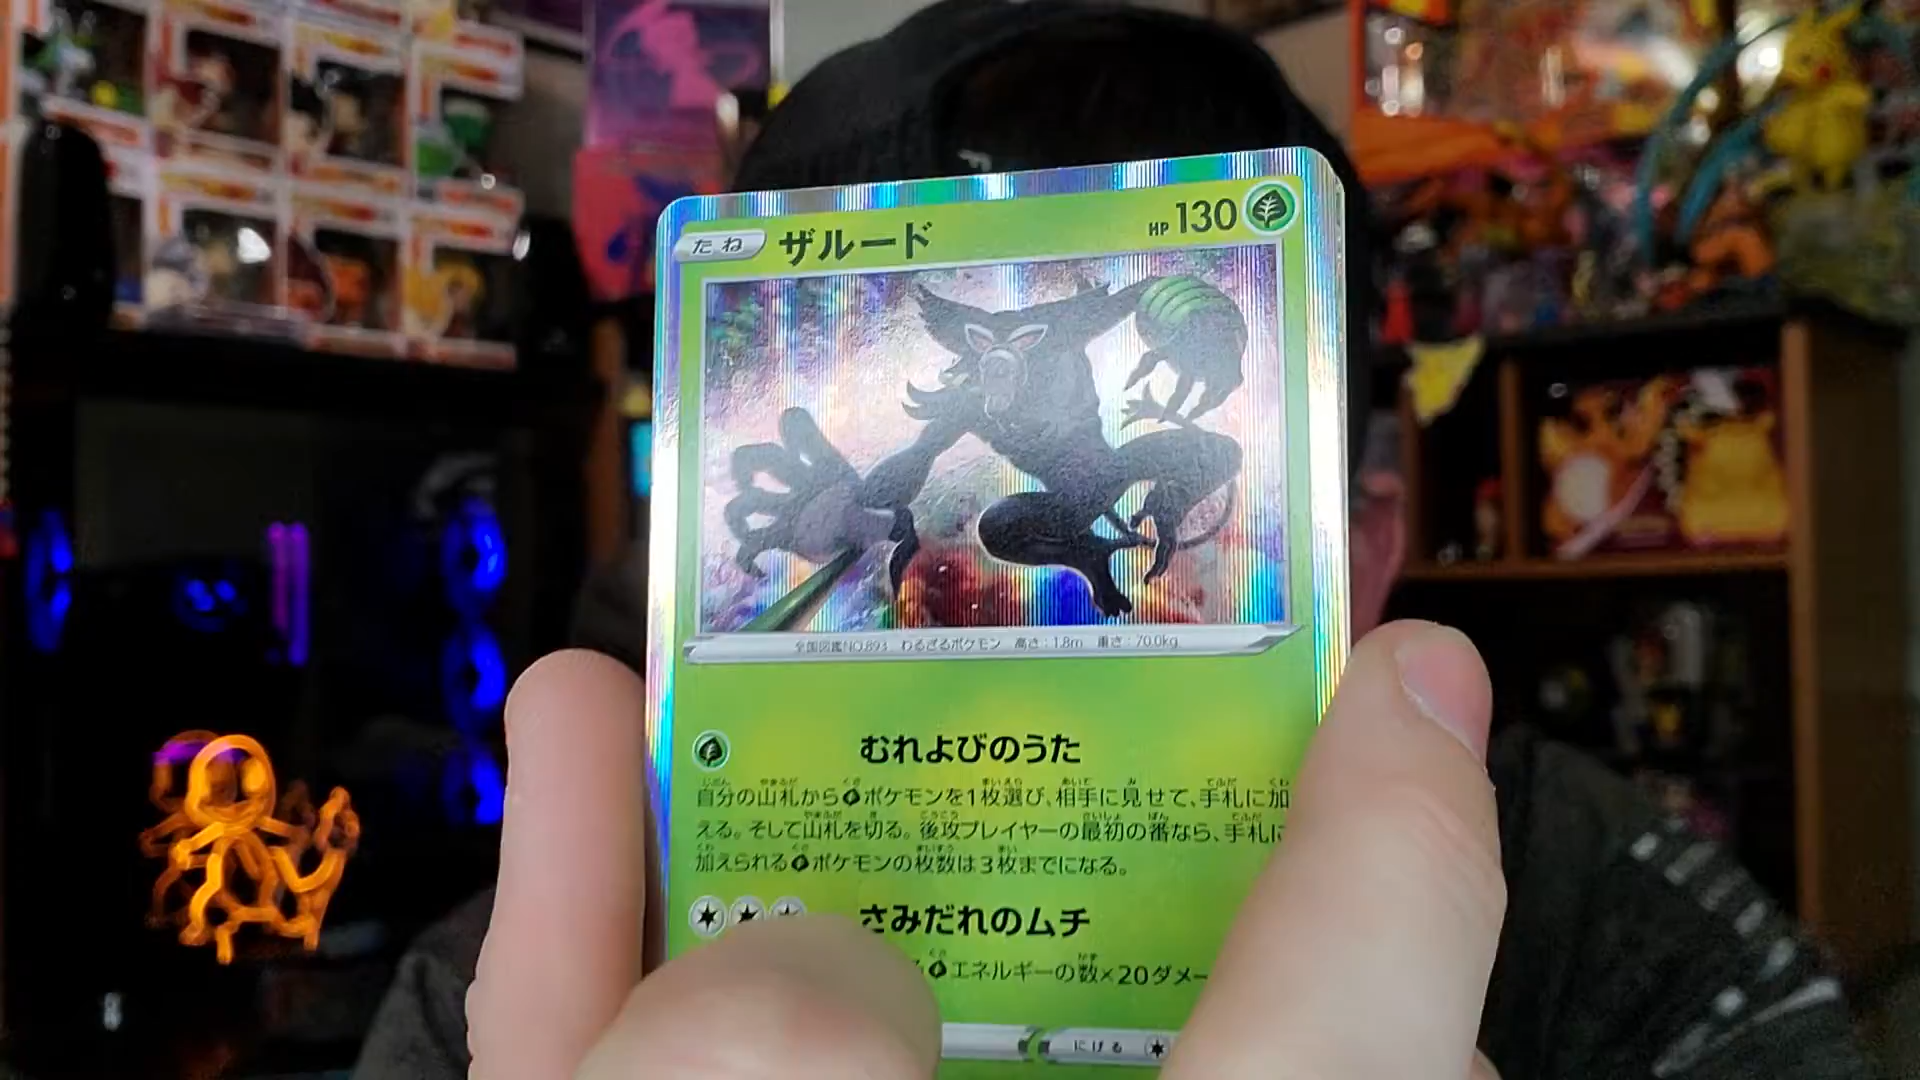 たね ザルード HP 130
全国図鑑NO.893 わるざるポケモン 高さ:1.8m 重さ:70.0kg
むれよびのうた
自分の山札からポケモンを1枚選び、相手に見せて、手札に加
える。そして山札を切る。後攻プレイヤーの最初の番なら、手札に
加えられるポケモンの枚数は3枚までになる。
さみだれのムチ
エネルギーの数×20ダメー
にげる